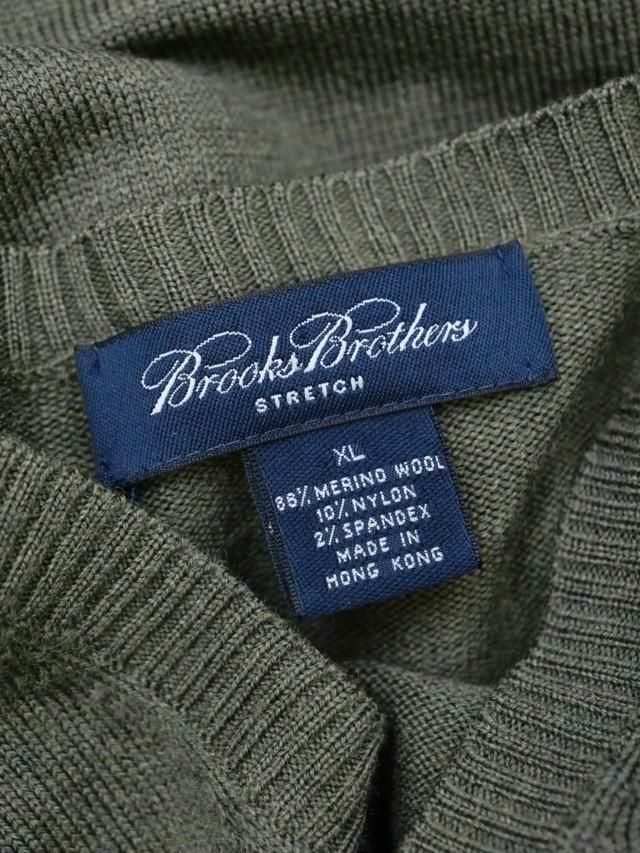 Brooks Brothers
STRETCH
XL
88% MERINO WOOL
10% NYLON
2% SPANDEX
MADE IN
HONG KONG